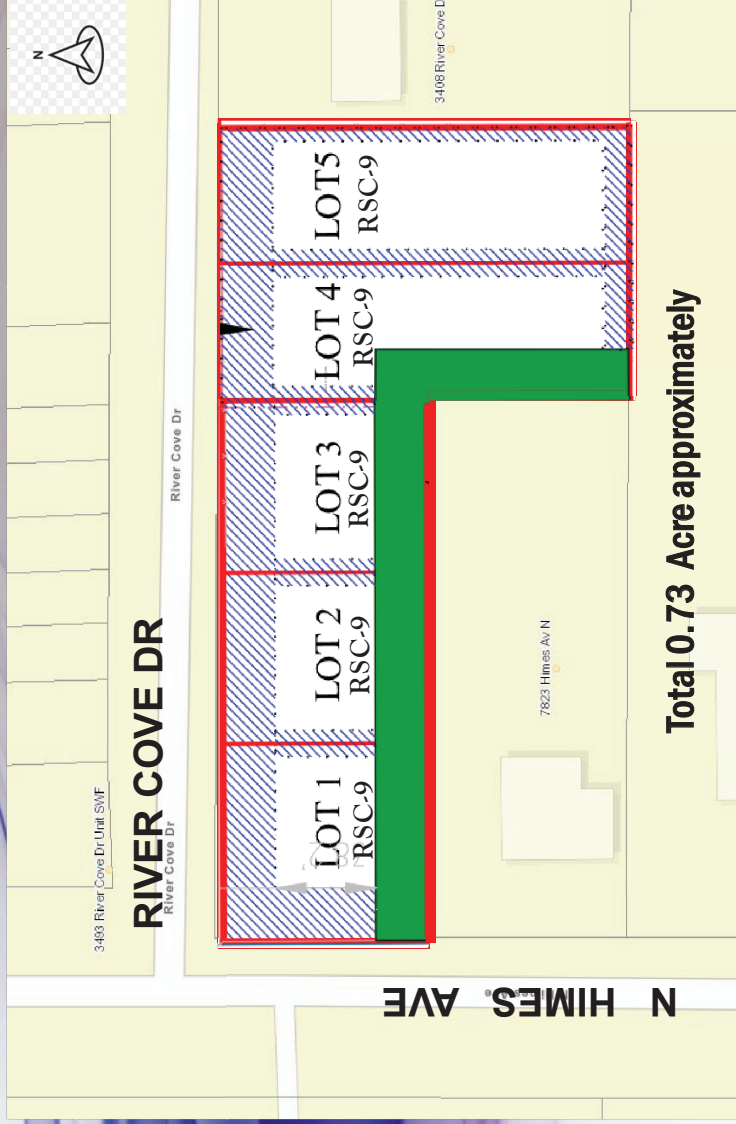 N
3408 River Cove D
LOT5
RSC-9
LOT 4
RSC-9
LOT 3
RSC-9
LOT 2
RSC-9
LOT 1
RSC-9
River Cove Dr
RIVER COVE DR
River Cove Dr
3493 River Cove Dr Unit SWF
7823 Himes Av N
Total 0.73 Acre approximately
N HIMES AVE